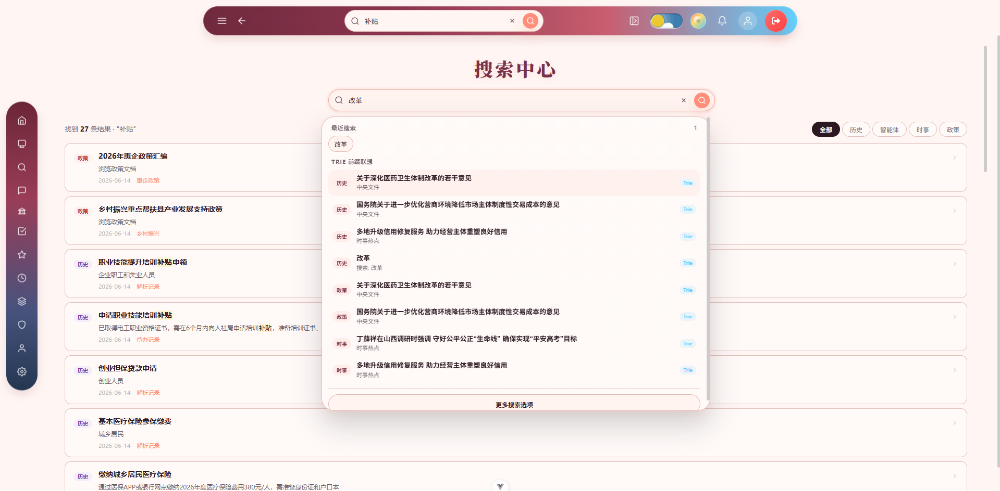 补贴
搜索中心
改革
找到 27 条结果 · "补贴"
全部
历史
智能体
时事
政策
最近搜索
1
改革
TRIE 前缀联想
历史
关于深化医药卫生体制改革的若干意见
中央文件
Trie
历史
国务院关于进一步优化营商环境降低市场主体制度性交易成本的意见
中央文件
Trie
历史
多地升级信用修复服务 助力经营主体重塑良好信用
时事热点
Trie
历史
改革
搜索: 改革
Trie
政策
关于深化医药卫生体制改革的若干意见
中央文件
Trie
政策
国务院关于进一步优化营商环境降低市场主体制度性交易成本的意见
中央文件
Trie
时事
丁薛祥在山西调研时强调 守好公平公正“生命线” 确保实现“平安高考”目标
时事热点
Trie
时事
多地升级信用修复服务 助力经营主体重塑良好信用
时事热点
Trie
更多搜索选项
政策
2026年惠企政策汇编
浏览政策文档
2026-06-14 惠企政策
政策
乡村振兴重点帮扶县产业发展支持政策
浏览政策文档
2026-06-14 乡村振兴
历史
职业技能提升培训补贴申领
企业职工和失业人员
2026-06-14 解析记录
历史
申请职业技能培训补贴
已取得电工职业资格证书，需在6个月内向人社局申请培训补贴，准备培训证书、
2026-06-14 待办记录
历史
创业担保贷款申请
创业人员
2026-06-14 解析记录
历史
基本医疗保险参保缴费
城乡居民
2026-06-14 解析记录
历史
缴纳城乡居民医疗保险
通过医保APP或银行网点缴纳2026年度医疗保险费用380元/人，需准备身份证和户口本